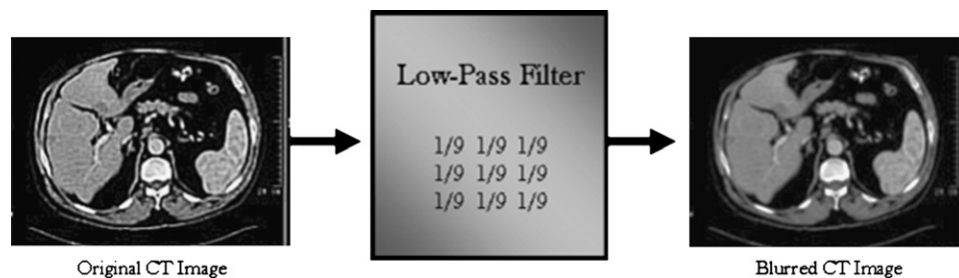 Low-Pass Filter
1/9 1/9 1/9
1/9 1/9 1/9
1/9 1/9 1/9
Original CT Image
Blurred CT Image